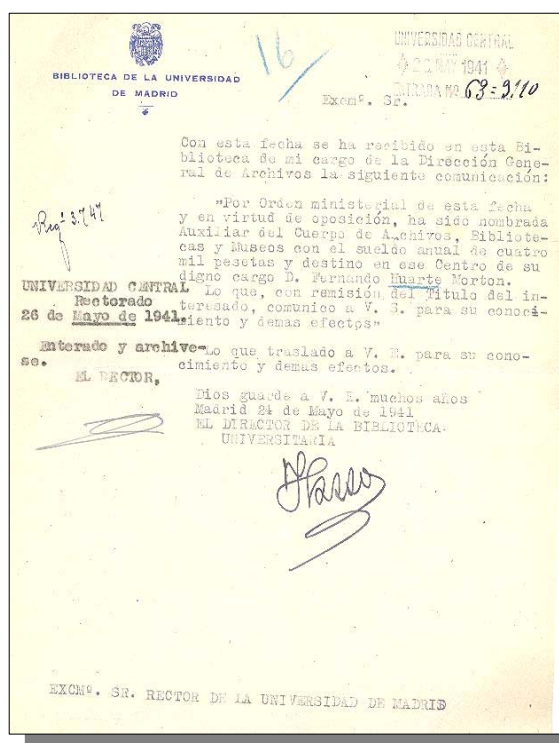 BIBLIOTECA DE LA UNIVERSIDAD
DE MADRID
16
UNIVERSIDAD CENTRAL
MAY 1941
ENTRADA Nº 63=3110
Excmº. Sr.
Con esta fecha se ha recibido en esta Bi-
blioteca de mi cargo de la Dirección Gene-
ral de Archivos la siguiente comunicación:
"Por Orden ministerial de esta fecha
y en virtud de oposición, ha sido nombrada
Auxiliar del Cuerpo de Archivos, Bibliote-
cas y Museos con el sueldo anual de cuatro
mil pesetas y destino en ese Centro de su
digno cargo D. Fernando Huarte Morton.
Lo que, con remisión del Título del in-
teresado, comunico a V. S. para su conoci-
miento y demas efectos"
Lo que traslado a V. E. para su cono-
cimiento y demas efectos.
Dios guarde a V. E. muchos años
Madrid 24 de Mayo de 1941
EL DIRECTOR DE LA BIBLIOTECA
UNIVERSITARIA
3.747
UNIVERSIDAD CENTRAL
Rectorado
26 de Mayo de 1941.
Enterado y archive-
se.
EL RECTOR,
EXCMº. SR. RECTOR DE LA UNIVERSIDAD DE MADRID